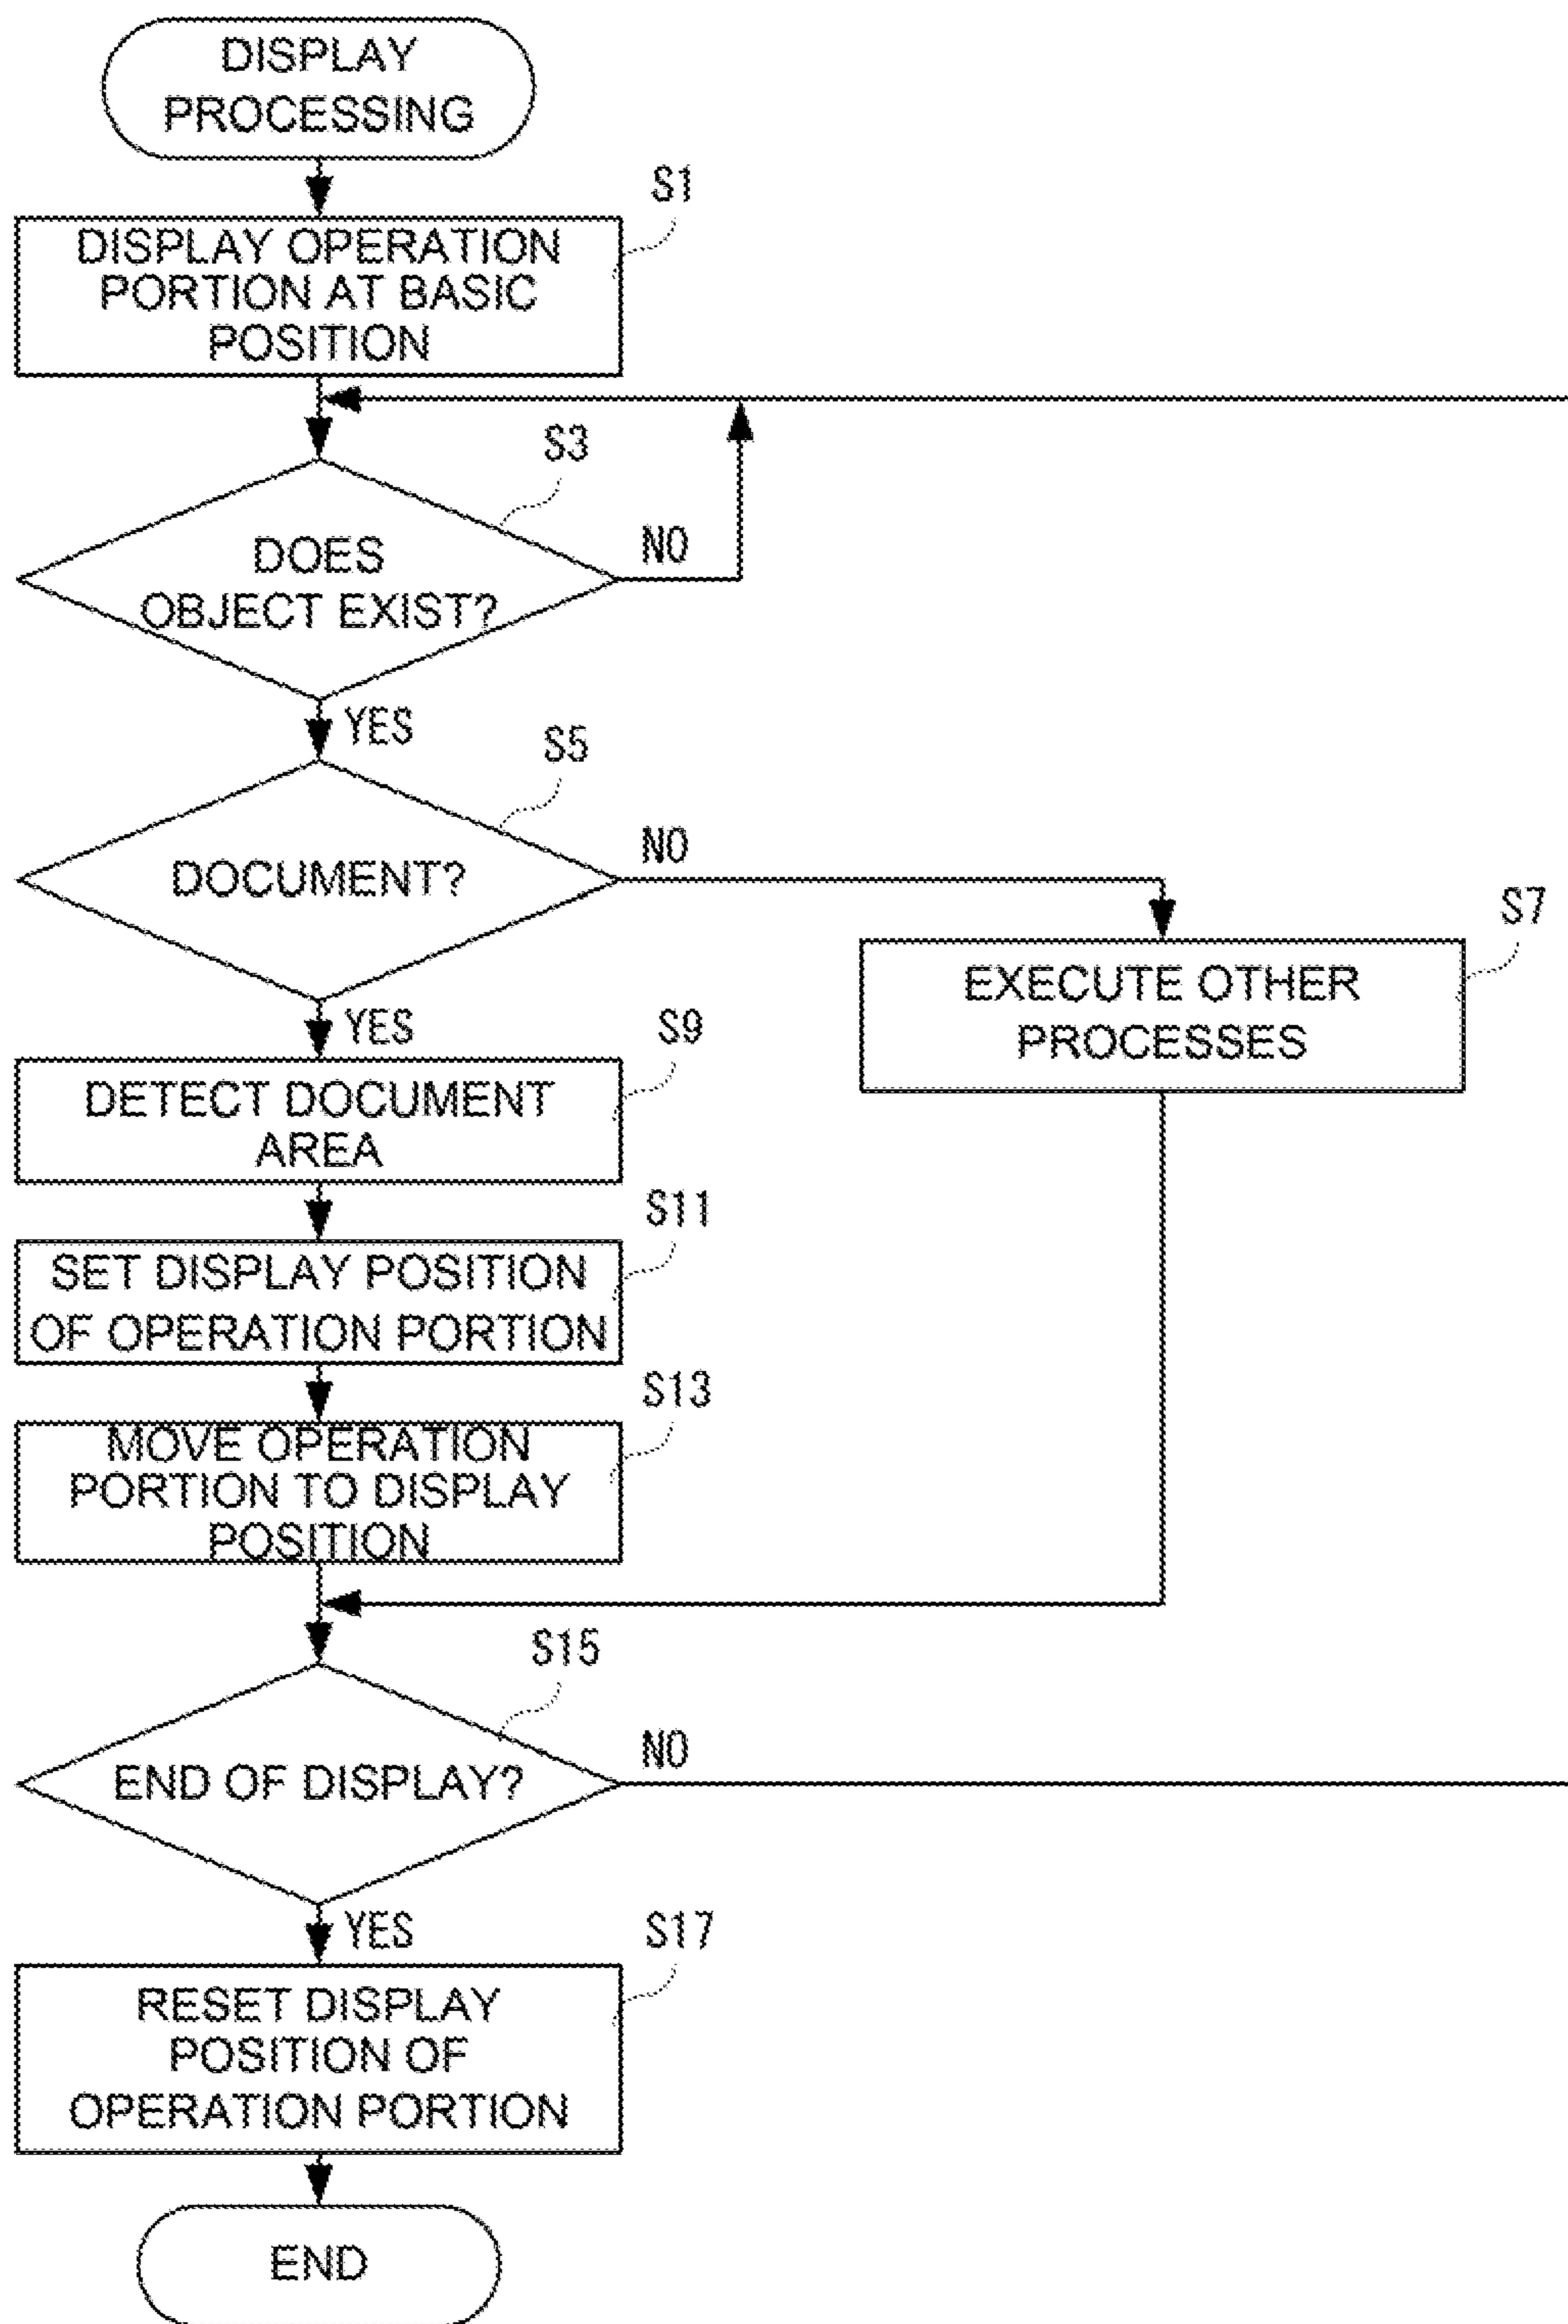 DISPLAY
PROCESSING
S1
DISPLAY OPERATION
PORTION AT BASIC
POSITION
S3
DOES
OBJECT EXIST?
NO
YES
S5
DOCUMENT?
NO
S7
EXECUTE OTHER
PROCESSES
YES
S9
DETECT DOCUMENT
AREA
S11
SET DISPLAY POSITION
OF OPERATION PORTION
S13
MOVE OPERATION
PORTION TO DISPLAY
POSITION
S15
END OF DISPLAY?
NO
YES
S17
RESET DISPLAY
POSITION OF
OPERATION PORTION
END